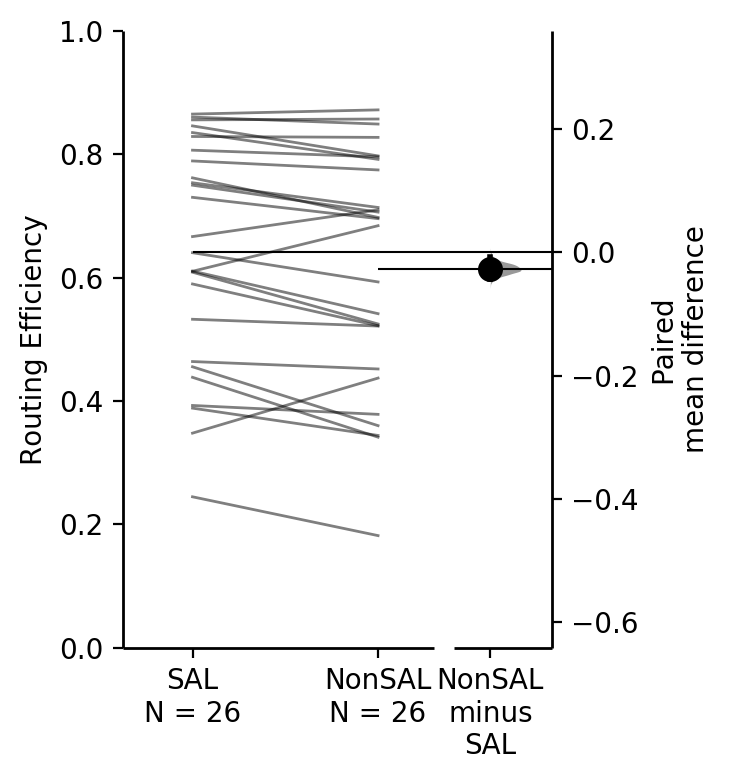 1.0
0.8
0.6
0.4
0.2
0.0
Routing Efficiency
SAL
N = 26
NonSAL
N = 26
NonSAL
minus
SAL
0.2
0.0
−0.2
−0.4
−0.6
Paired
mean difference